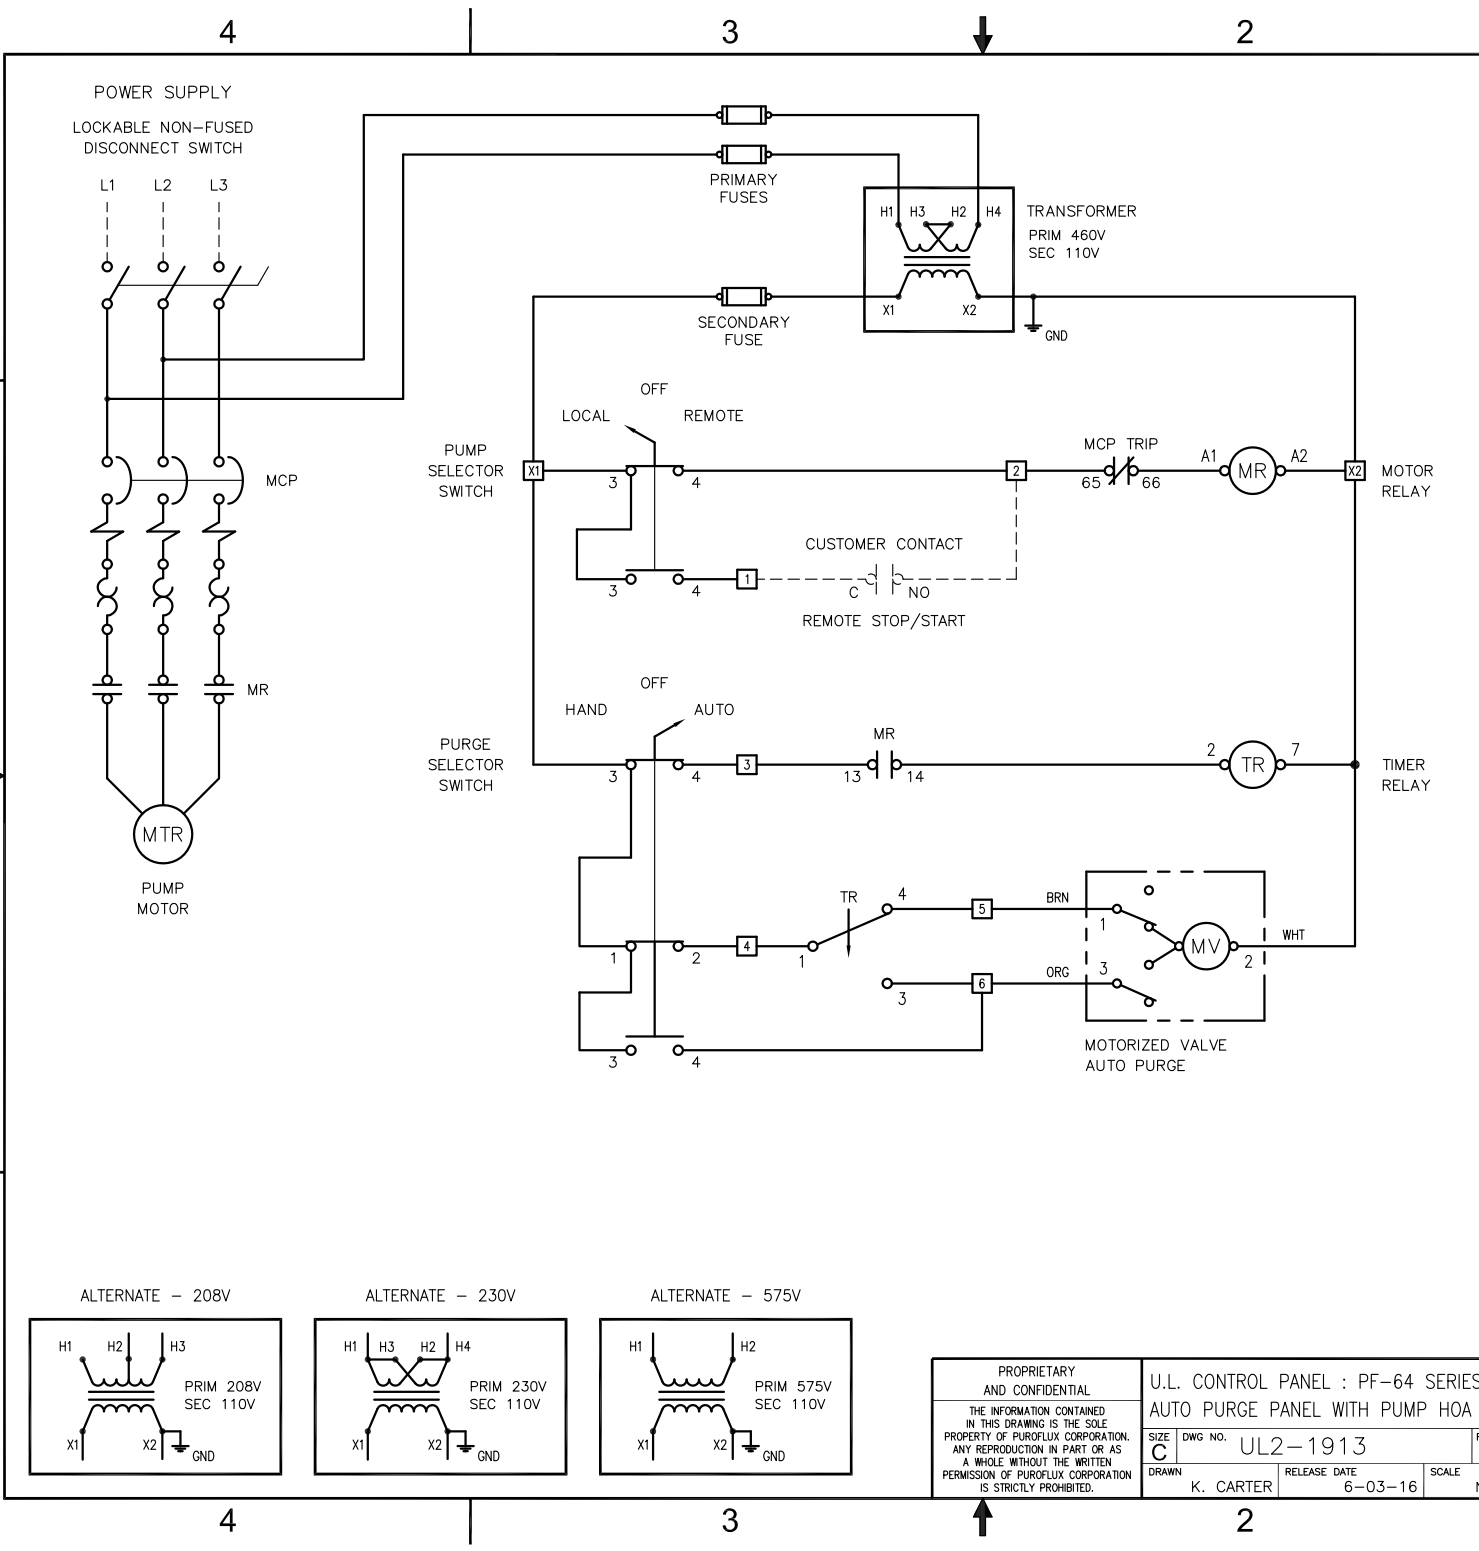 4 3 2
POWER SUPPLY
LOCKABLE NON-FUSED
DISCONNECT SWITCH
L1 L2 L3
PRIMARY
FUSES
H1 H3 H2 H4
TRANSFORMER
PRIM 460V
SEC 110V
X1 X2
GND
SECONDARY
FUSE
OFF
LOCAL REMOTE
PUMP
SELECTOR
SWITCH
X1
3 4
2
MCP TRIP
65 66
A1 MR A2
X2
MOTOR
RELAY
MCP
CUSTOMER CONTACT
3 4
1
C NO
REMOTE STOP/START
MR
OFF
HAND AUTO
PURGE
SELECTOR
SWITCH
3 4
3
MR
13 14
2 TR 7
TIMER
RELAY
MTR
PUMP
MOTOR
TR
4
5
BRN
1
1 2
4
1
MV
2
WHT
3
6
ORG
3
3 4
MOTORIZED VALVE
AUTO PURGE
ALTERNATE - 208V
H1 H2 H3
PRIM 208V
SEC 110V
X1 X2
GND
ALTERNATE - 230V
H1 H3 H2 H4
PRIM 230V
SEC 110V
X1 X2
GND
ALTERNATE - 575V
H1 H2
PRIM 575V
SEC 110V
X1 X2
GND
PROPRIETARY
AND CONFIDENTIAL
THE INFORMATION CONTAINED
IN THIS DRAWING IS THE SOLE
PROPERTY OF PUROFLUX CORPORATION.
ANY REPRODUCTION IN PART OR AS
A WHOLE WITHOUT THE WRITTEN
PERMISSION OF PUROFLUX CORPORATION
IS STRICTLY PROHIBITED.
U.L. CONTROL PANEL : PF-64 SERIES
AUTO PURGE PANEL WITH PUMP HOA
SIZE
C
DWG NO. UL2-1913
DRAWN
K. CARTER
RELEASE DATE
6-03-16
SCALE
4 3 2